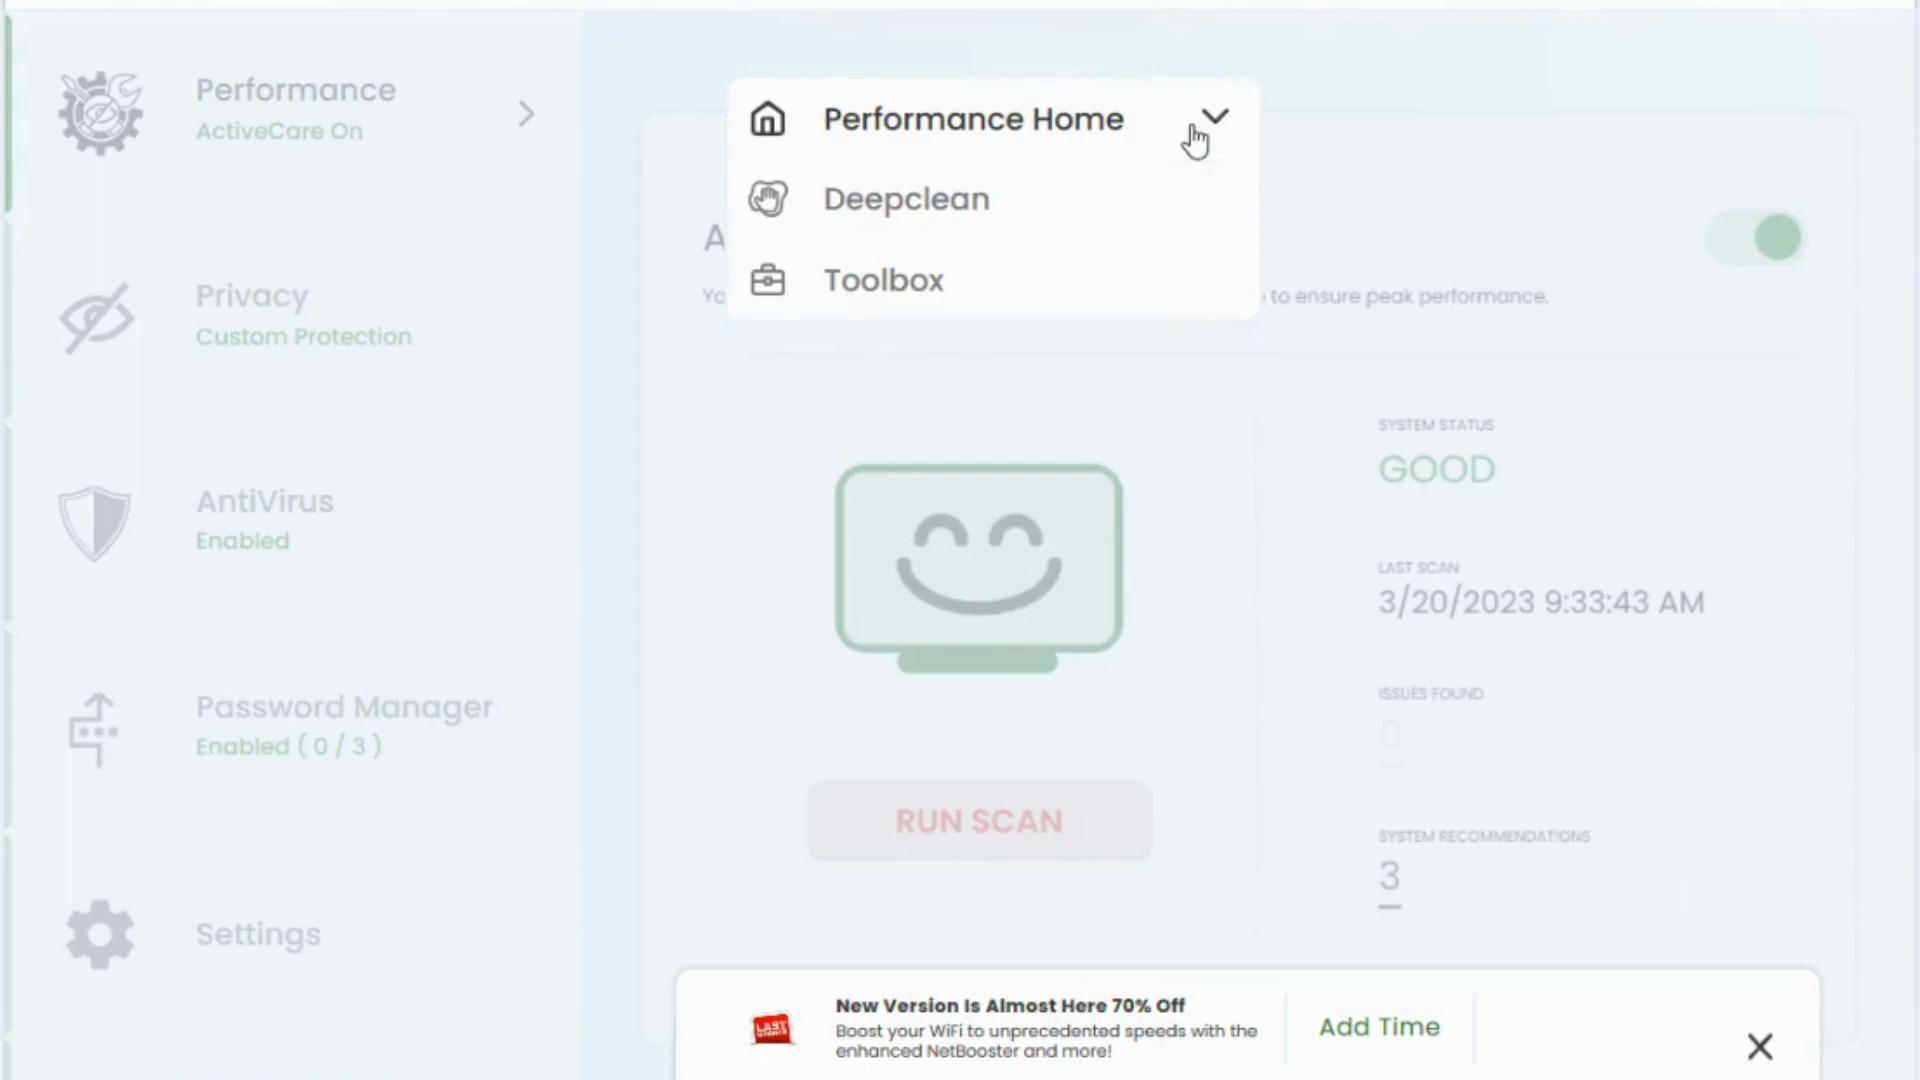 Performance
ActiveCare On
Privacy
Custom Protection
AntiVirus
Enabled
Password Manager
Enabled ( 0 / 3 )
Settings
Performance Home
Deepclean
Toolbox
to ensure peak performance.
SYSTEM STATUS
GOOD
LAST SCAN
3/20/2023 9:33:43 AM
ISSUES FOUND
0
SYSTEM RECOMMENDATIONS
3
RUN SCAN
LAST
New Version Is Almost Here 70% Off
Boost your WiFi to unprecedented speeds with the
enhanced NetBooster and more!
Add Time